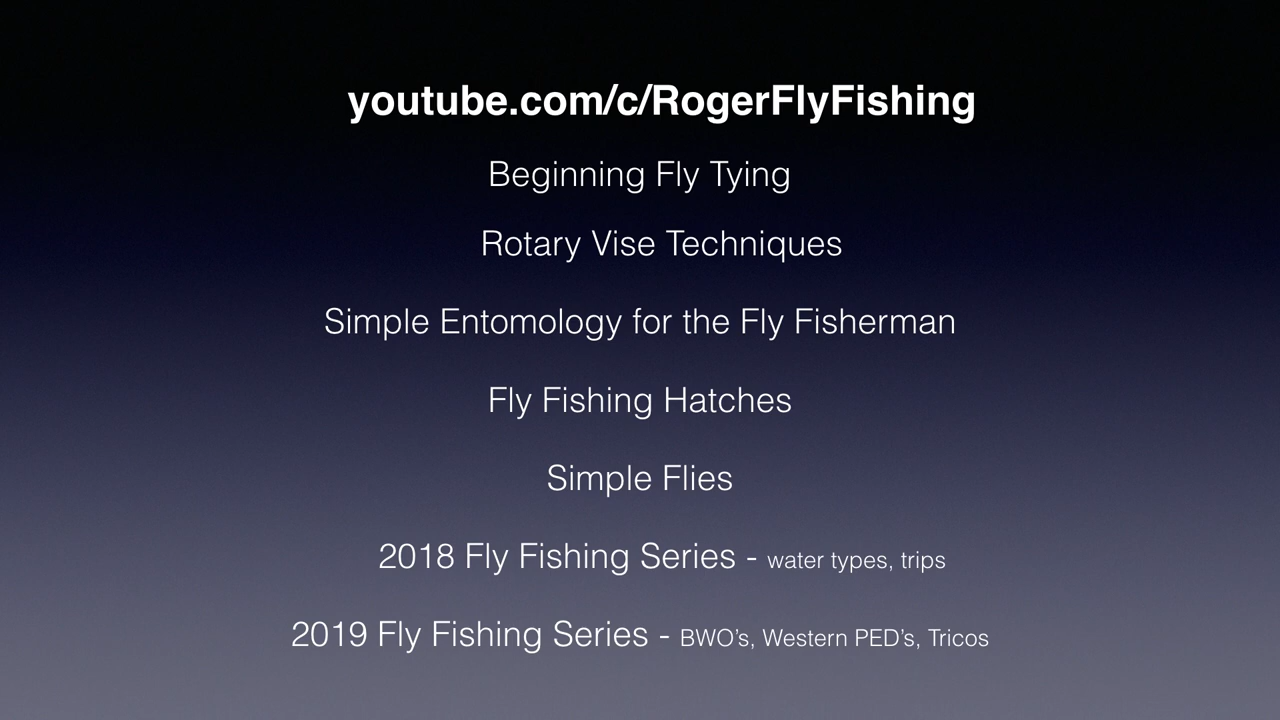 youtube.com/c/RogerFlyFishing
Beginning Fly Tying
Rotary Vise Techniques
Simple Entomology for the Fly Fisherman
Fly Fishing Hatches
Simple Flies
2018 Fly Fishing Series - water types, trips
2019 Fly Fishing Series - BWO’s, Western PED’s, Tricos